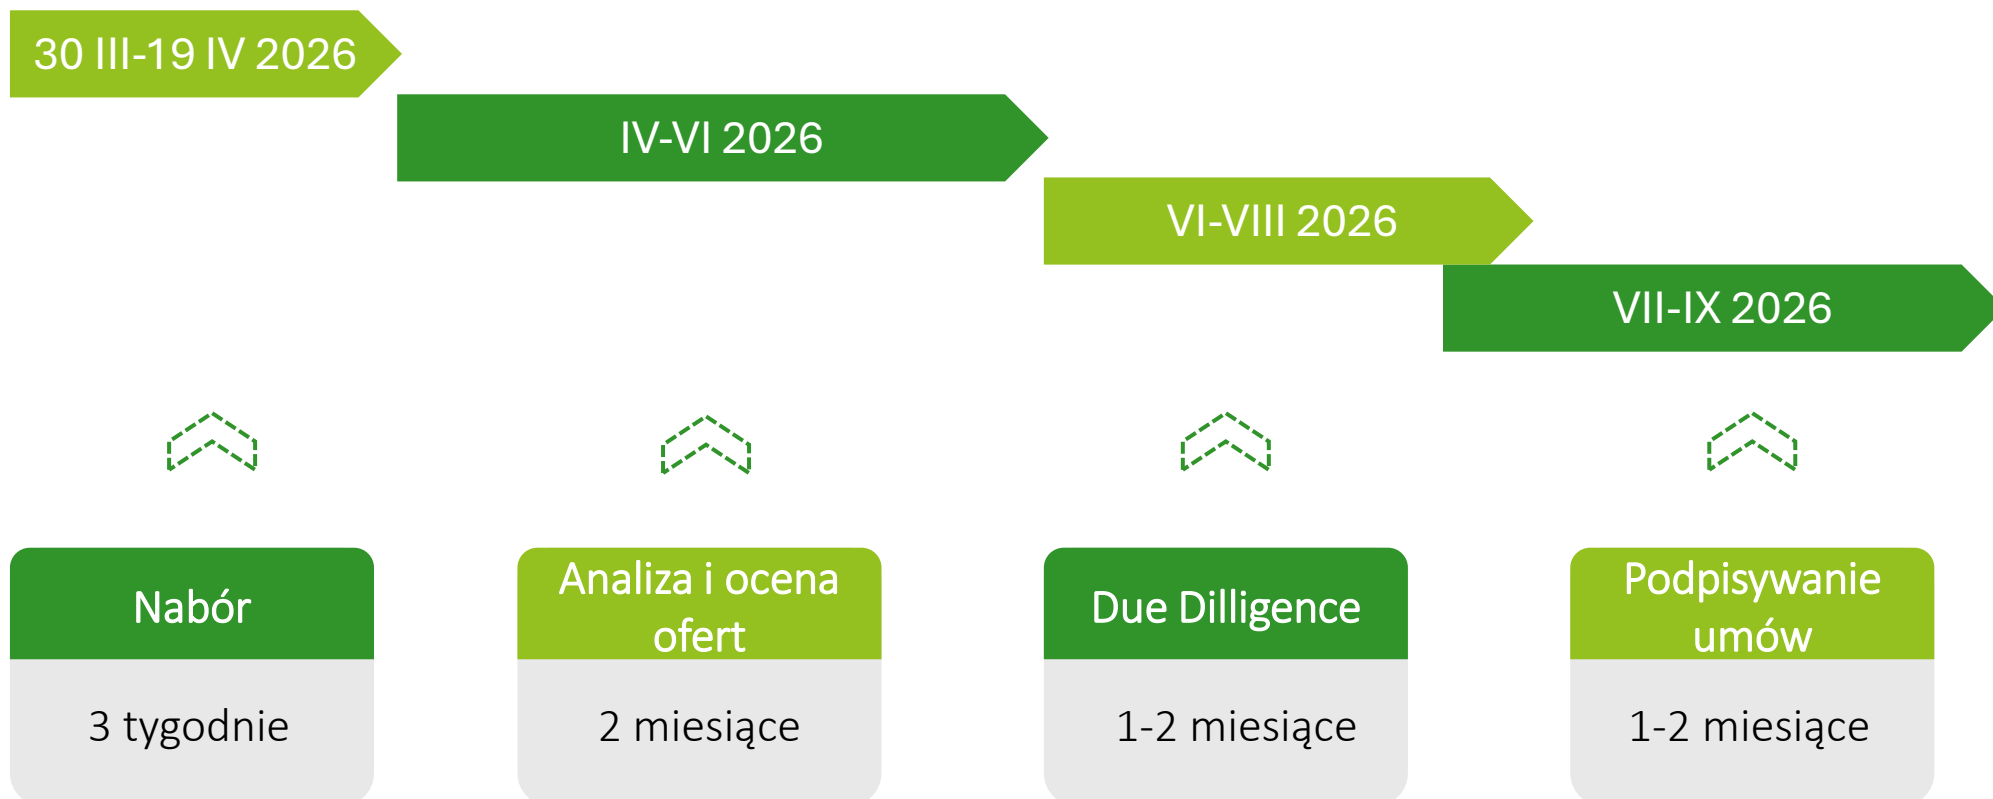 30 III-19 IV 2026
IV-VI 2026
VI-VIII 2026
VII-IX 2026
Nabór
3 tygodnie
Analiza i ocena
ofert
2 miesiące
Due Dilligence
1-2 miesiące
Podpisywanie
umów
1-2 miesiące